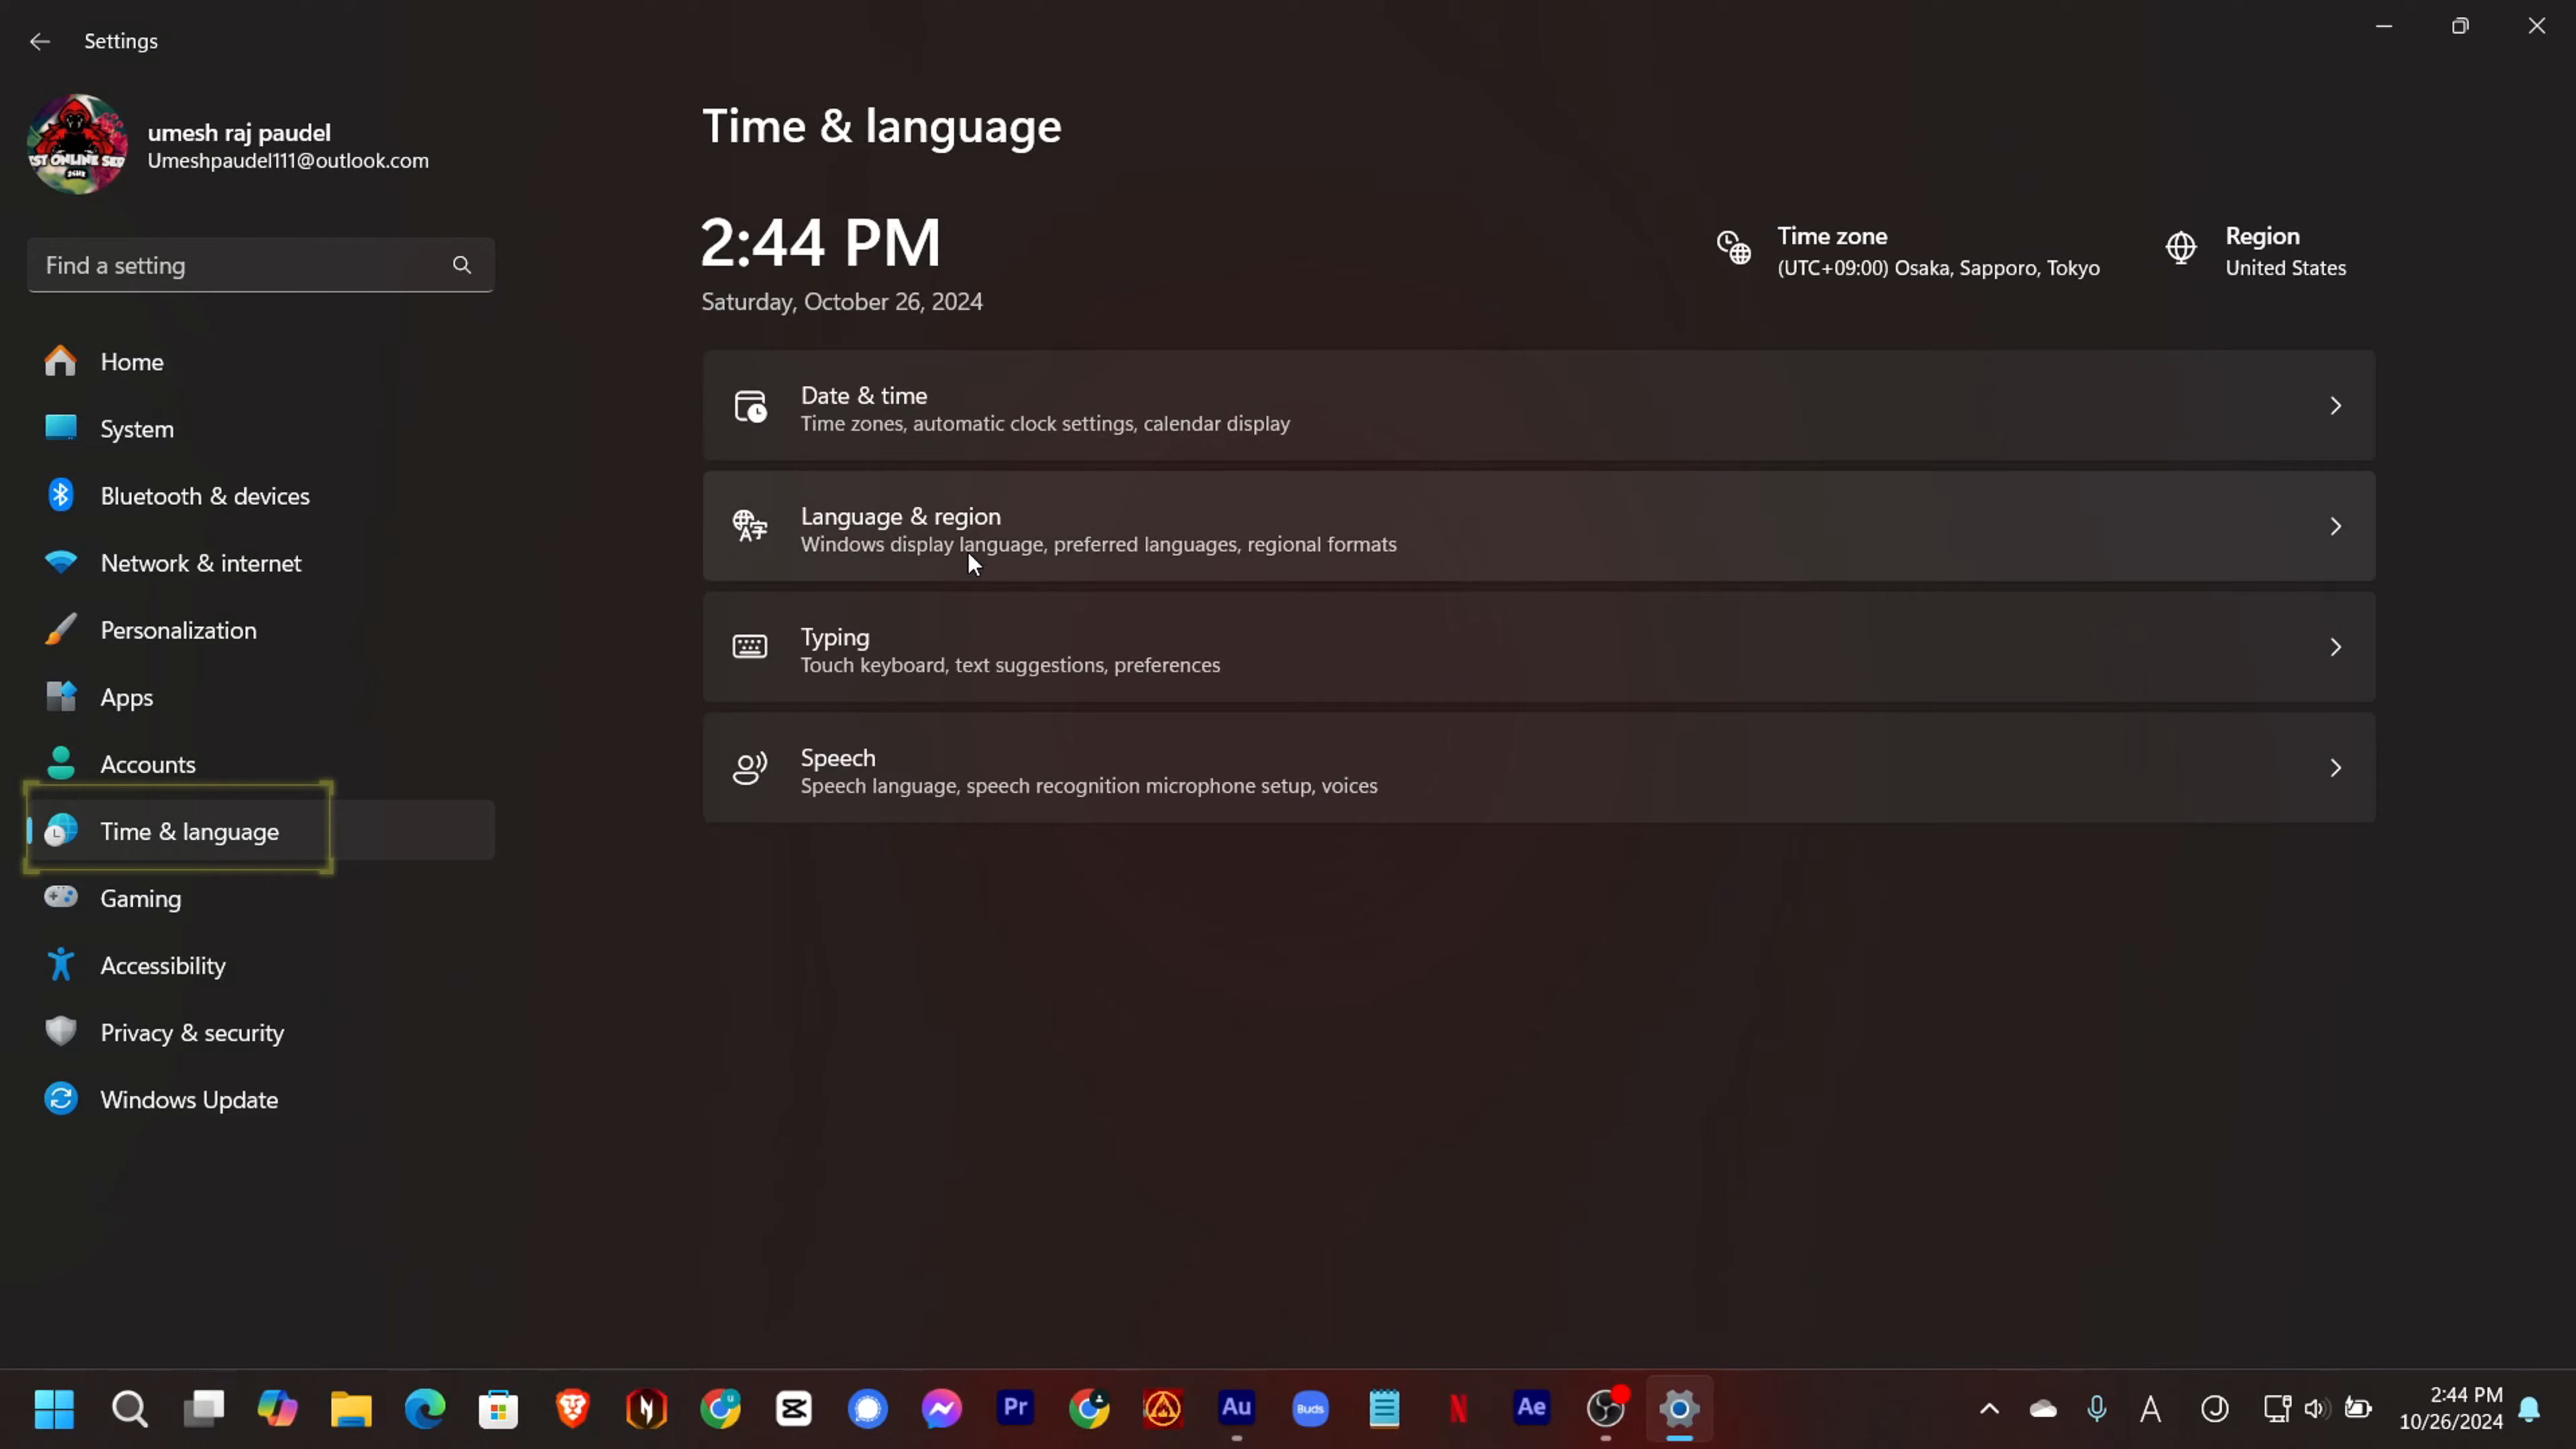 Settings
umesh raj paudel
Umeshpaudel111@outlook.com
Find a setting
Home
System
Bluetooth & devices
Network & internet
Personalization
Apps
Accounts
Time & language
Gaming
Accessibility
Privacy & security
Windows Update
Time & language
2:44 PM
Saturday, October 26, 2024
Time zone
(UTC+09:00) Osaka, Sapporo, Tokyo
Region
United States
Date & time
Time zones, automatic clock settings, calendar display
Language & region
Windows display language, preferred languages, regional formats
Typing
Touch keyboard, text suggestions, preferences
Speech
Speech language, speech recognition microphone setup, voices
Pr
Au
Buds
Ae
A
2:44 PM
10/26/2024